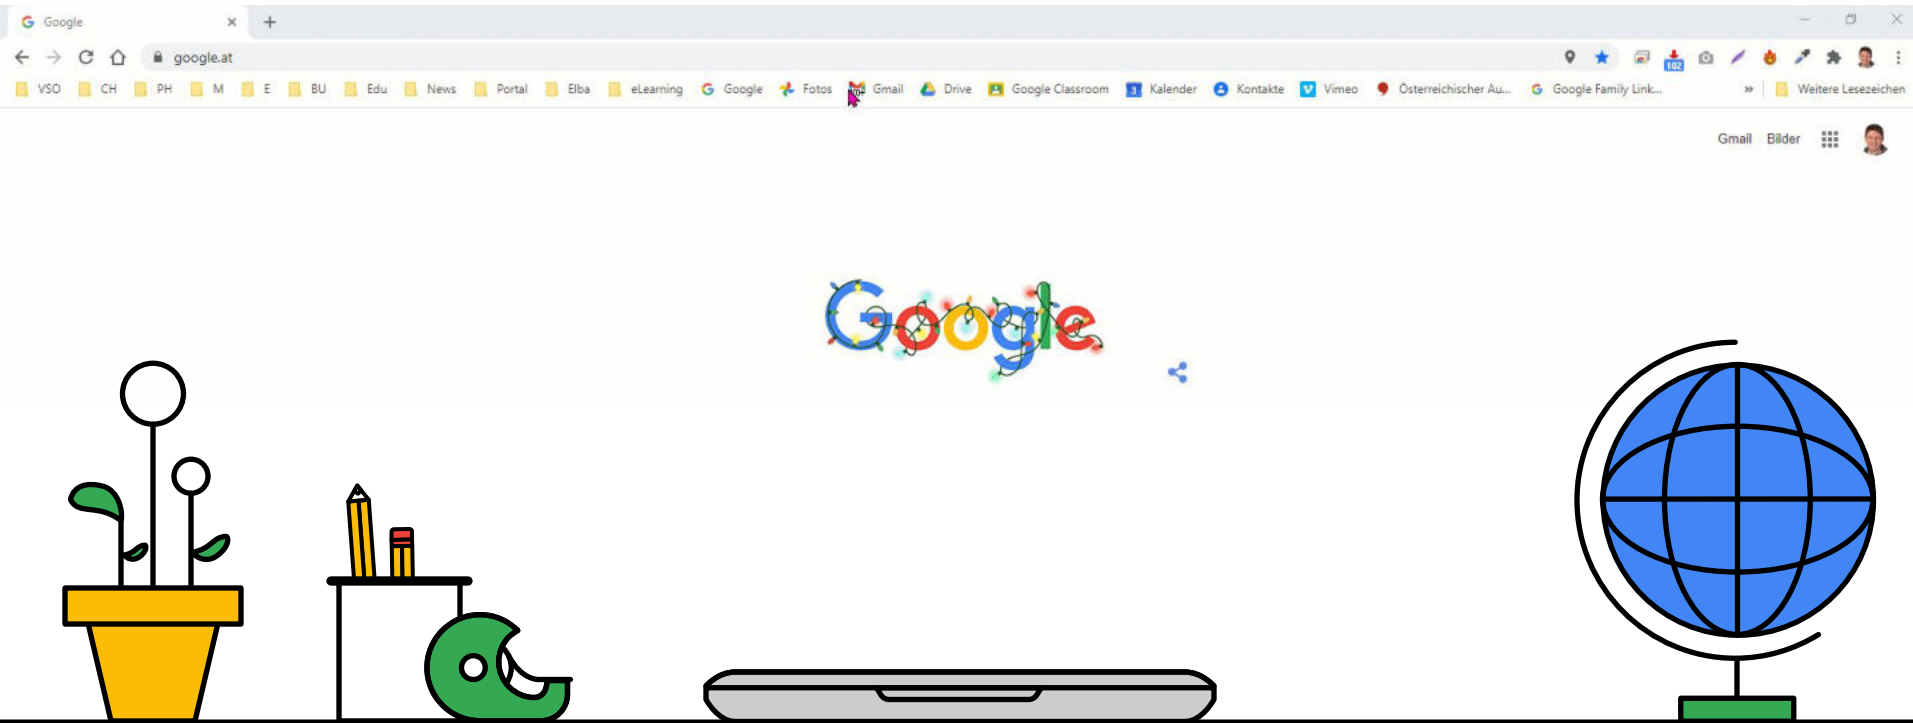 Google
google.at
102
VSO CH PH M E BU Edu News Portal Elba eLearning Google Fotos Gmail Drive Google Classroom Kalender Kontakte Vimeo Österreichischer Au... Google Family Link... » Weitere Lesezeichen
Gmail Bilder
Google